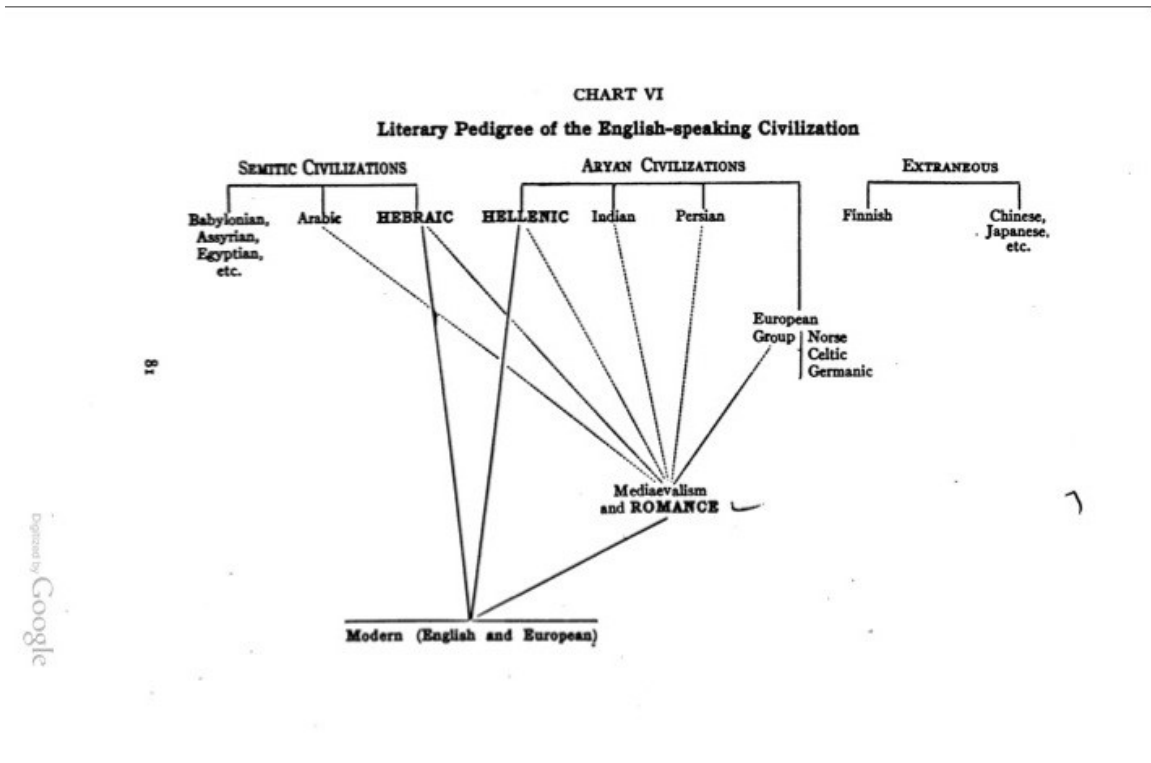 CHART VI
Literary Pedigree of the English-speaking Civilization
SEMITIC CIVILIZATIONS
ARYAN CIVILIZATIONS
EXTRANEOUS
Babylonian,
Assyrian,
Egyptian,
etc.
Arabic
HEBRAIC
HELLENIC
Indian
Persian
European
Group
Norse
Celtic
Germanic
Finnish
Chinese,
Japanese,
etc.
81
Mediaevalism
and ROMANCE
Modern (English and European)
Digitized by Google